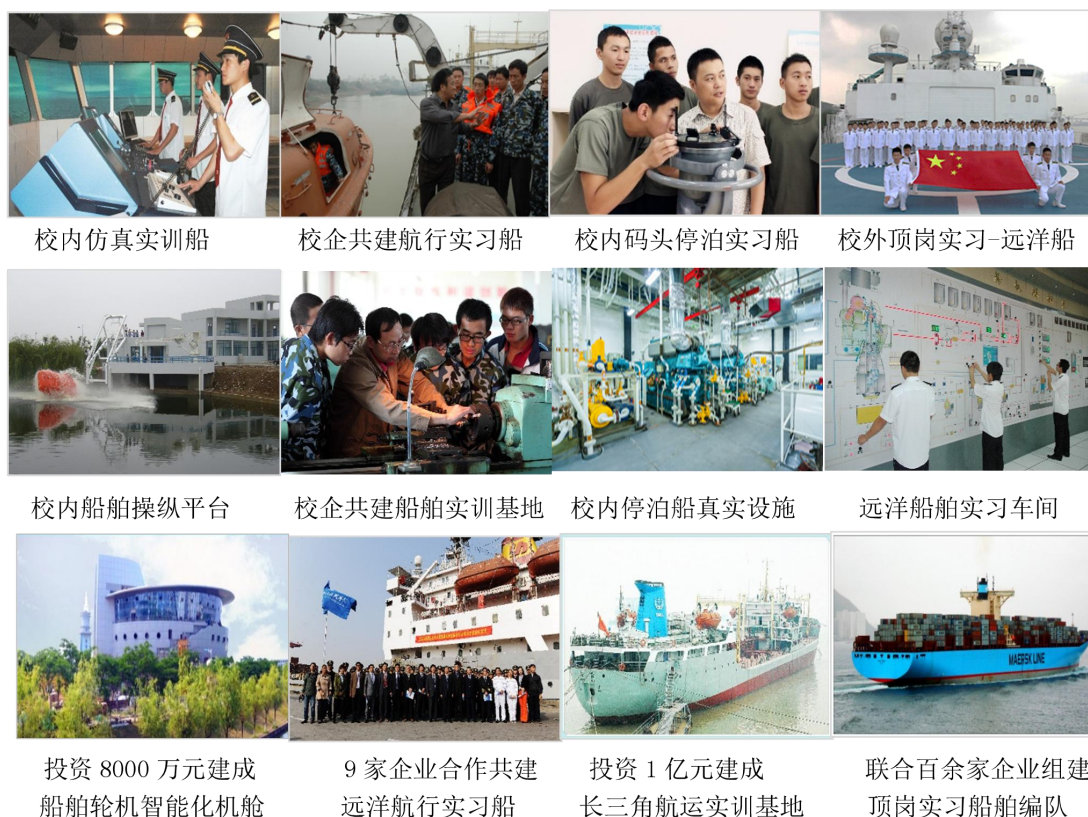 校内仿真实训船
校企共建航行实习船
校内码头停泊实习船
校外顶岗实习-远洋船
校内船舶操纵平台
校企共建船舶实训基地
校内停泊船真实设施
远洋船舶实习车间
MAERSK LINE
投资 8000 万元建成
船舶轮机智能化机舱
9 家企业合作共建
远洋航行实习船
投资 1 亿元建成
长三角航运实训基地
联合百余家企业组建
顶岗实习船舶编队